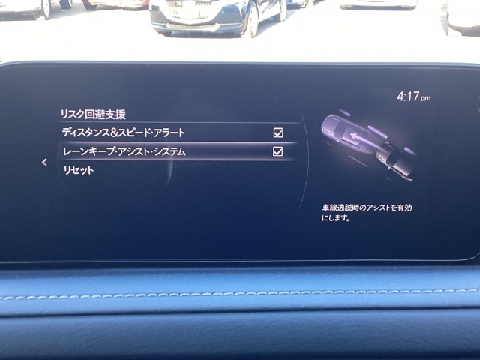 4:17pm
リスク回避支援
ディスタンス&スピード・アラート
レーンキープ・アシスト・システム
リセット
車線逸脱時のアシストを有効
にします。